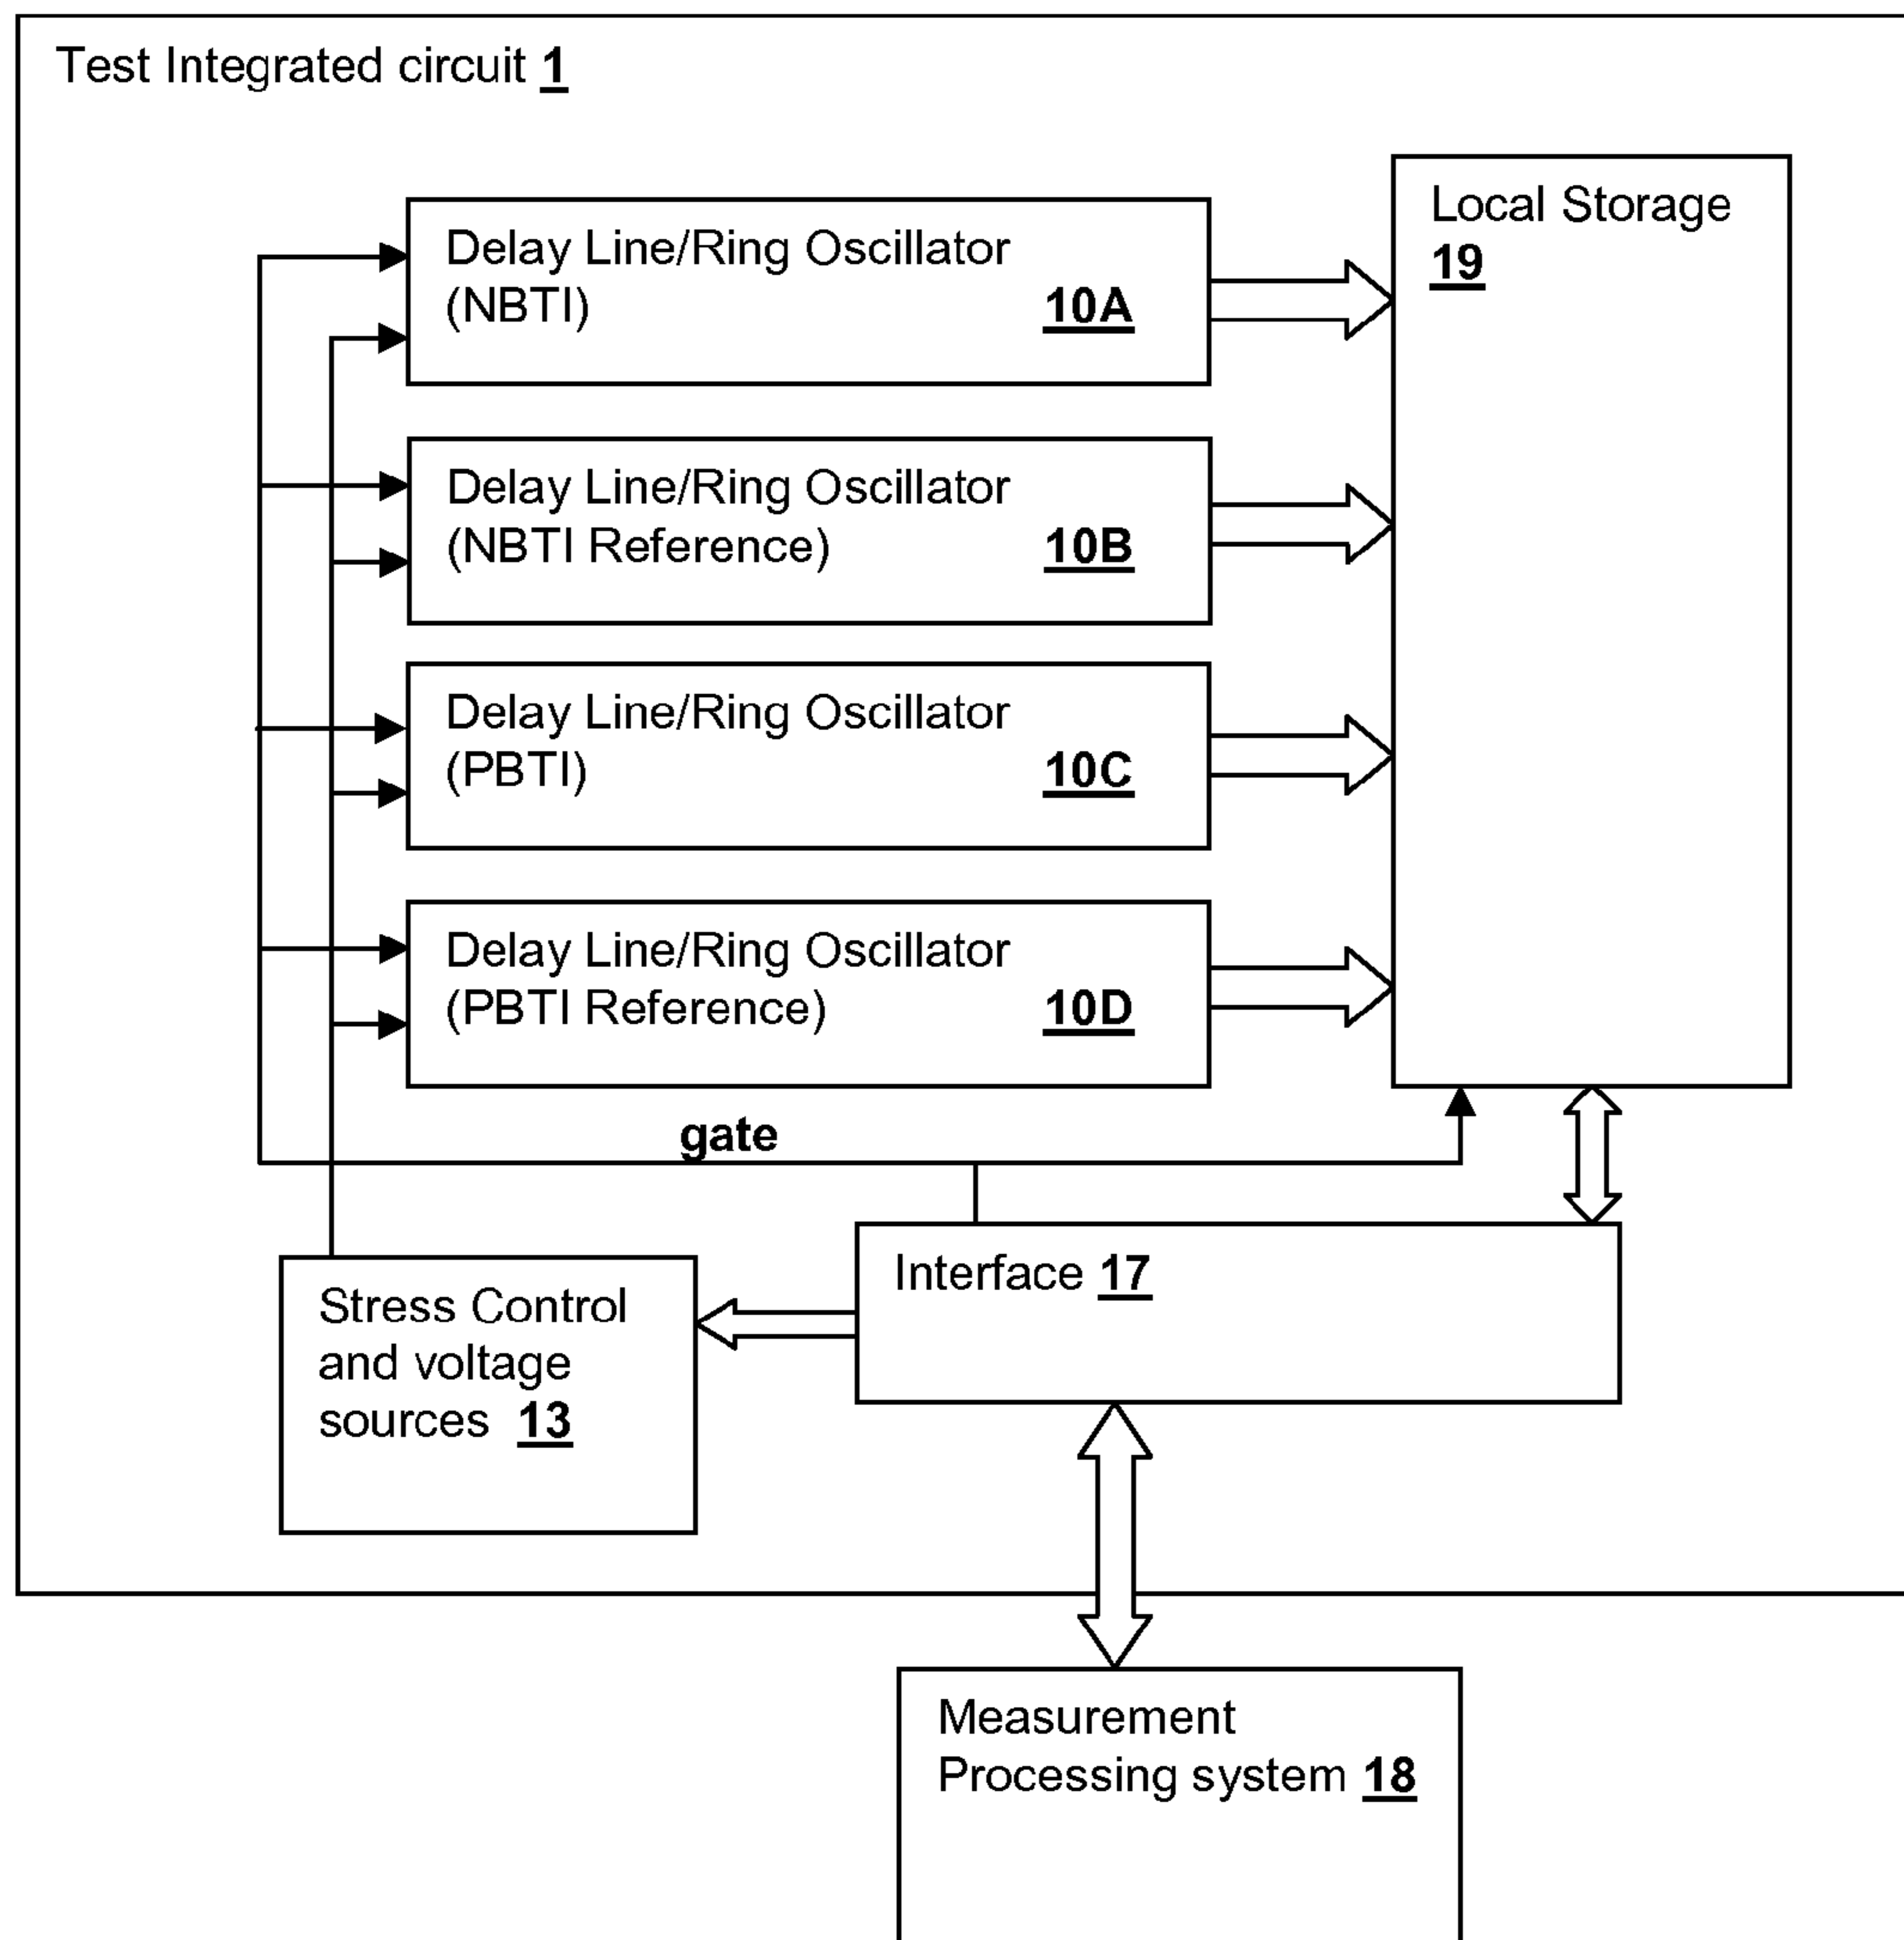 Test Integrated circuit 1
Delay Line/Ring Oscillator
(NBTI) 10A
Delay Line/Ring Oscillator
(NBTI Reference) 10B
Delay Line/Ring Oscillator
(PBTI) 10C
Delay Line/Ring Oscillator
(PBTI Reference) 10D
Local Storage
19
gate
Interface 17
Stress Control
and voltage
sources 13
Measurement
Processing system 18